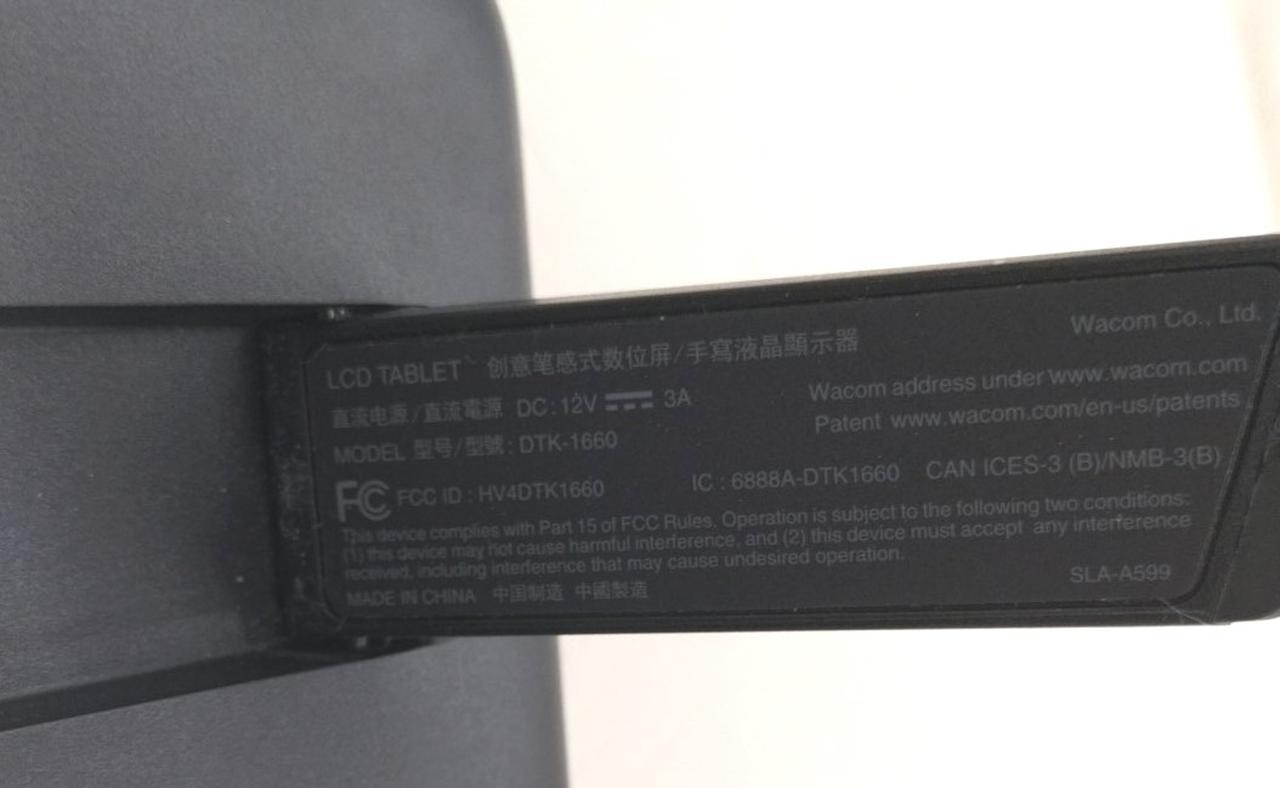 Wacom Co., Ltd.
LCD TABLET 创意笔感式数位屏/手寫液晶顯示器
Wacom address under www.wacom.com
直流电源/直流電源 DC: 12V ⎓ 3A
Patent www.wacom.com/en-us/patents
MODEL 型号/型號: DTK-1660
FC FCC ID : HV4DTK1660 IC : 6888A-DTK1660 CAN ICES-3 (B)/NMB-3(B)
This device complies with Part 15 of FCC Rules. Operation is subject to the following two conditions:
(1) this device may not cause harmful interference, and (2) this device must accept any interference
received, including interference that may cause undesired operation.
MADE IN CHINA 中国制造 中國製造
SLA-A599